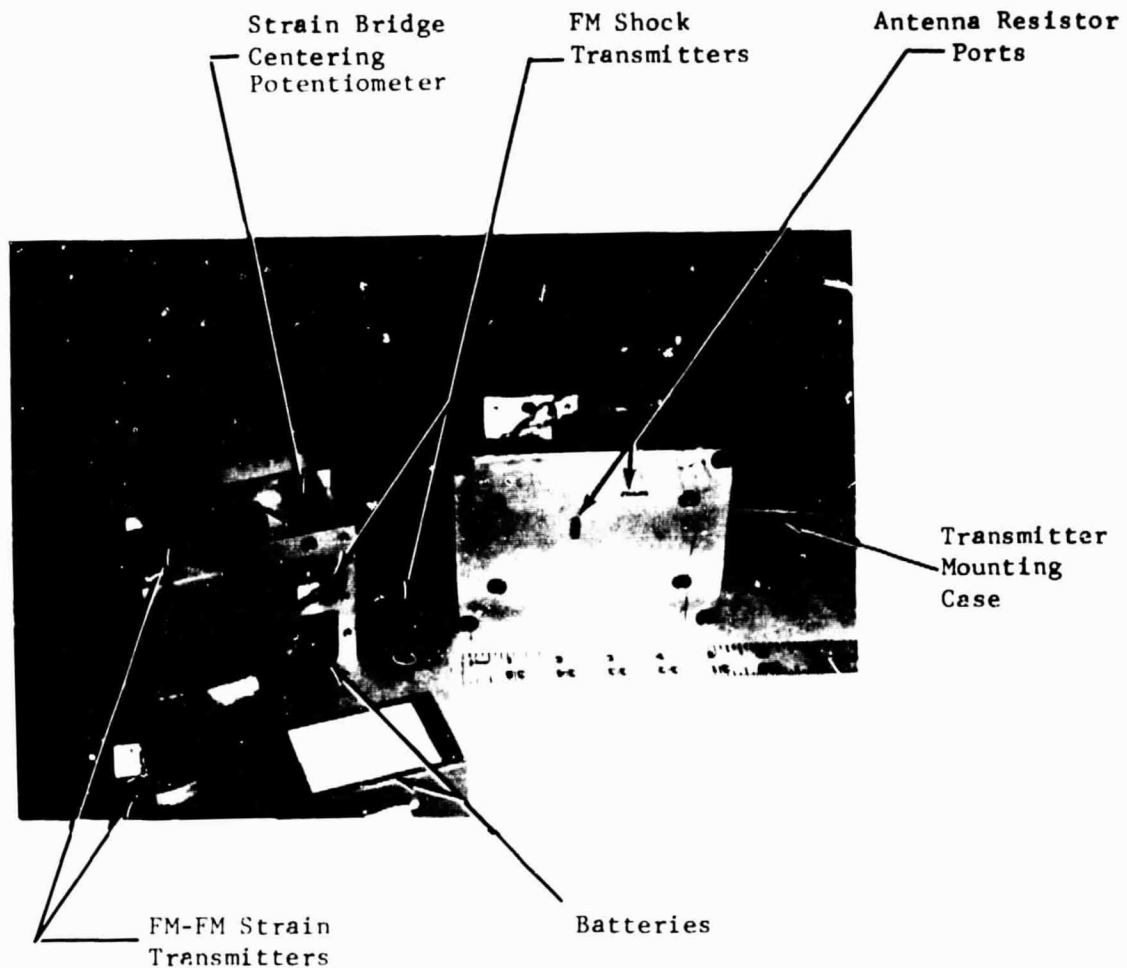 Strain Bridge
Centering
Potentiometer
FM Shock
Transmitters
Antenna Resistor
Ports
Transmitter
Mounting
Case
Batteries
FM-FM Strain
Transmitters